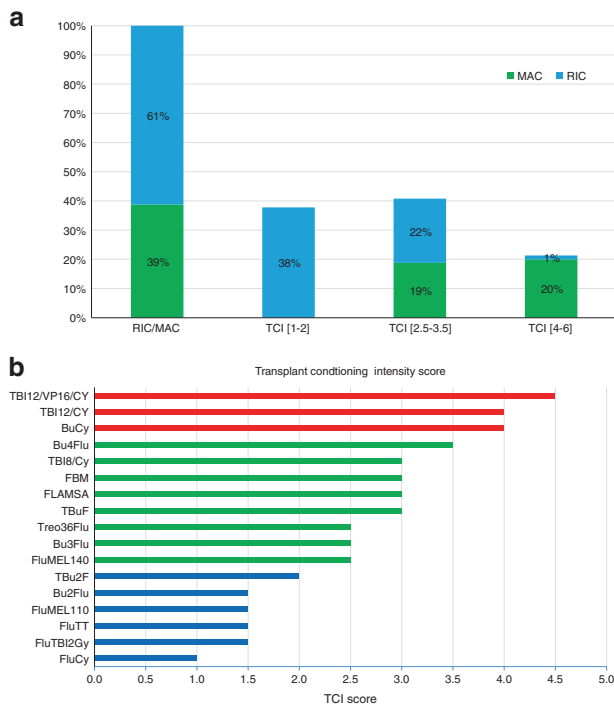 a
100%
90%
80%
70%
60%
50%
40%
30%
20%
10%
0%
MAC RIC
61%
39%
38%
22%
19%
1%
20%
RIC/MAC TCI [1-2] TCI [2.5-3.5] TCI [4-6]
b
Transplant condtioning intensity score
TBI12/VP16/CY
TBI12/CY
BuCy
Bu4Flu
TBI8/Cy
FBM
FLAMSA
TBuF
Treo36Flu
Bu3Flu
FluMEL140
TBu2F
Bu2Flu
FluMEL110
FluTT
FluTBI2Gy
FluCy
0.0 0.5 1.0 1.5 2.0 2.5 3.0 3.5 4.0 4.5 5.0
TCI score